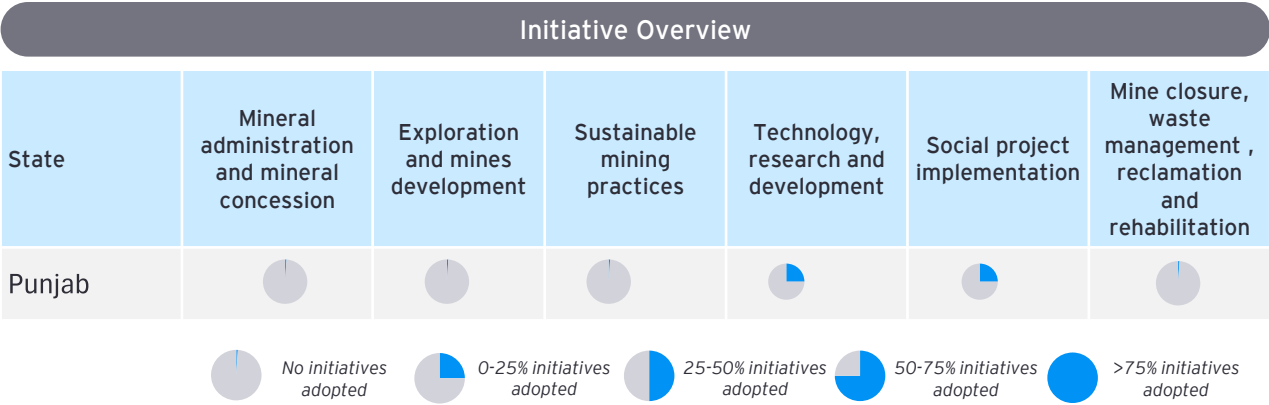 Initiative Overview
State
Mineral
administration
and mineral
concession
Exploration
and mines
development
Sustainable
mining
practices
Technology,
research and
development
Social project
implementation
Mine closure,
waste
management ,
reclamation
and
rehabilitation
Punjab
No initiatives
adopted
0-25% initiatives
adopted
25-50% initiatives
adopted
50-75% initiatives
adopted
>75% initiatives
adopted